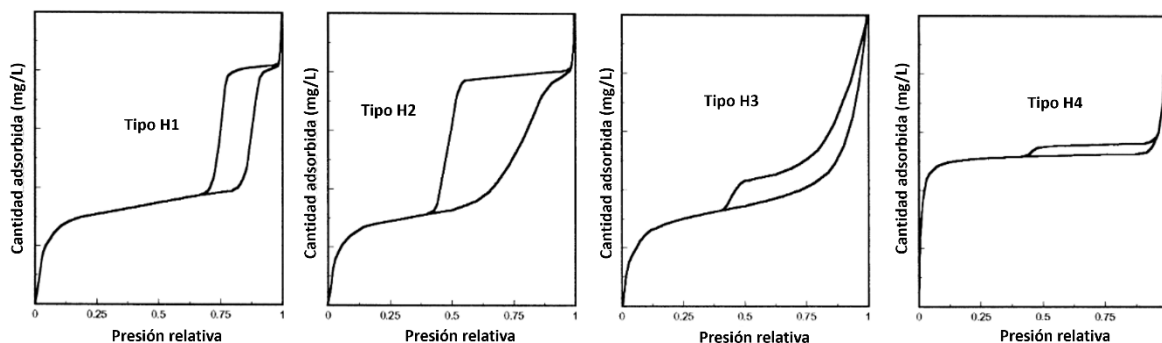 Cantidad adsorbida (mg/L)
Tipo H1
0 0.25 0.5 0.75 1
Presión relativa
Cantidad adsorbida (mg/L)
Tipo H2
0 0.25 0.5 0.75 1
Presión relativa
Cantidad adsorbida (mg/L)
Tipo H3
0 0.25 0.5 0.75 1
Presión relativa
Cantidad adsorbida (mg/L)
Tipo H4
0 0.25 0.5 0.75
Presión relativa